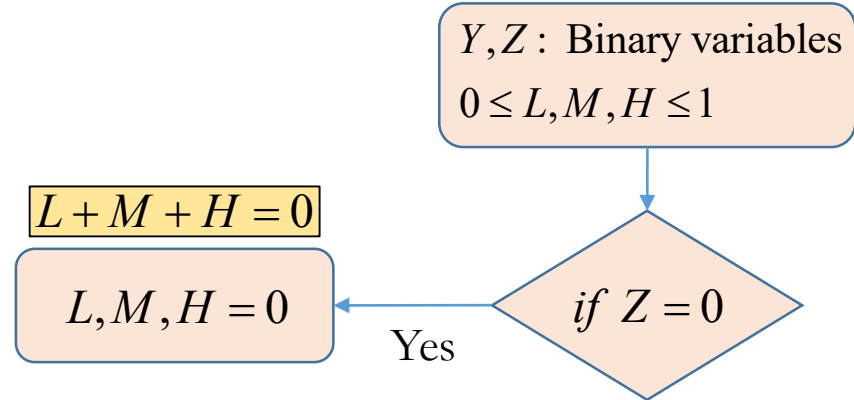 Y, Z : Binary variables
0 ≤ L, M, H ≤ 1
L + M + H = 0
L, M, H = 0
Yes
if Z = 0